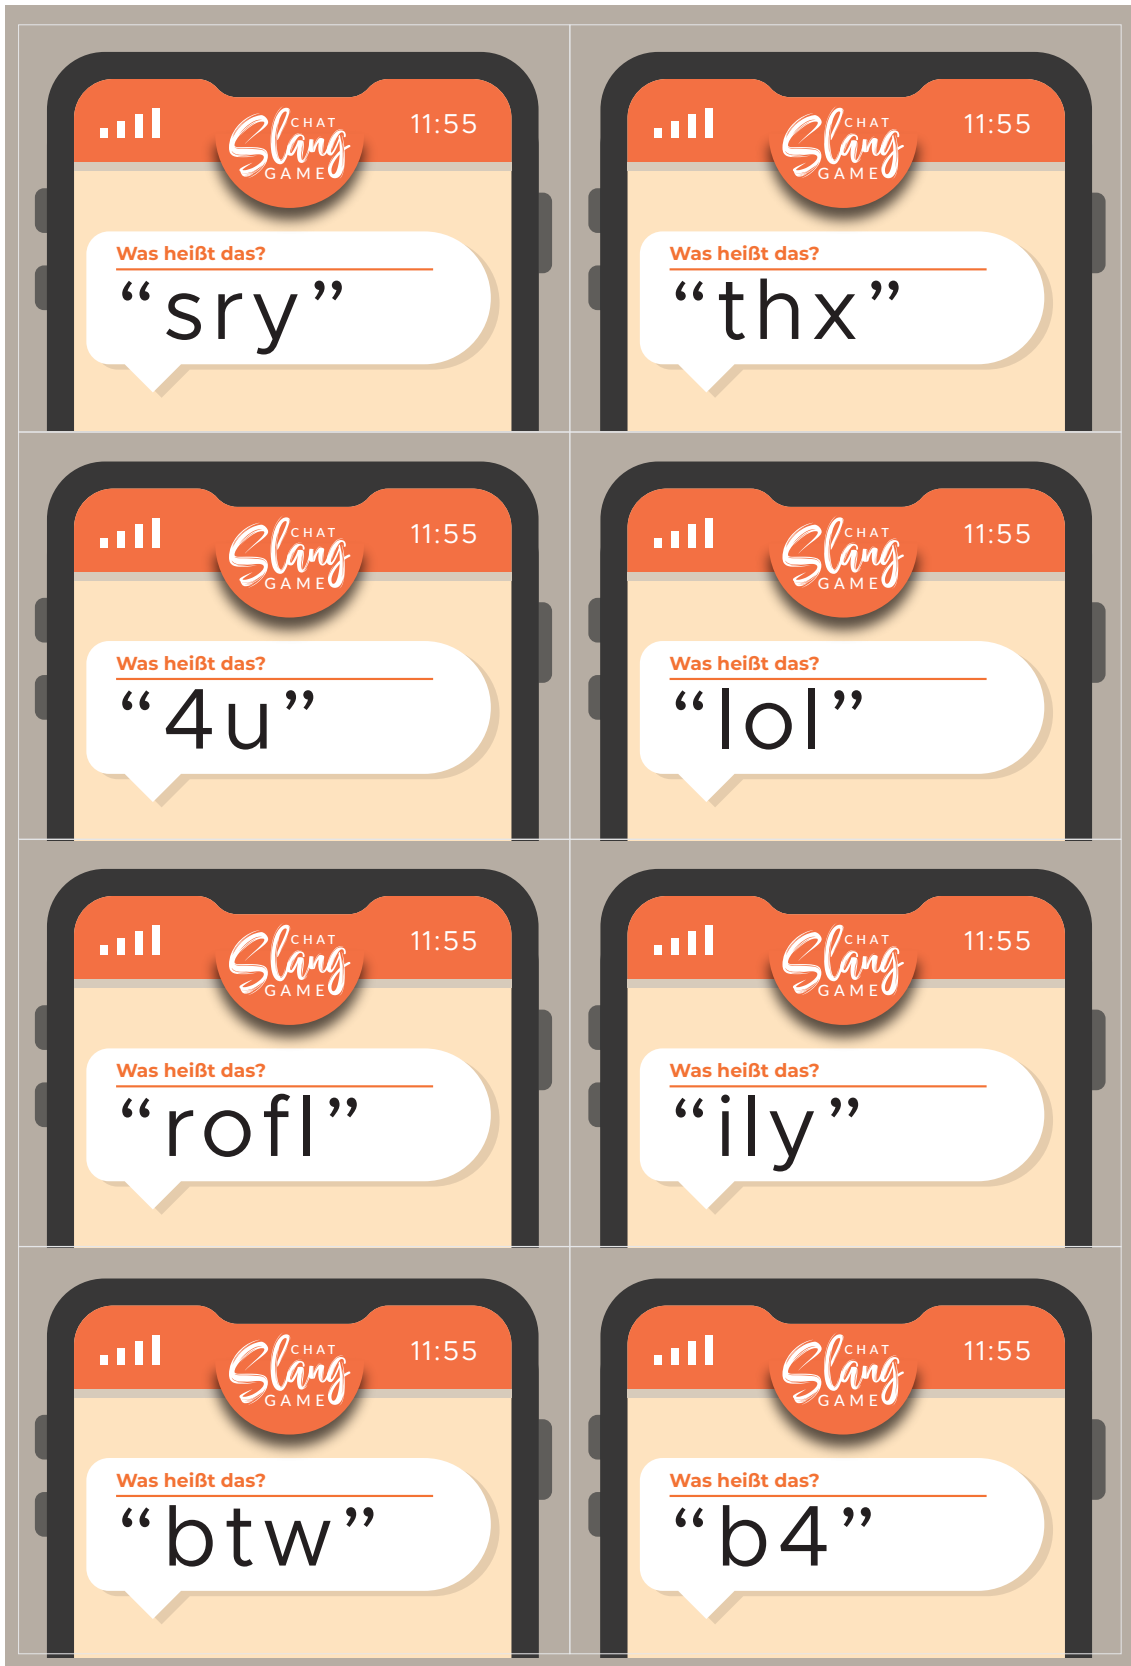 CHAT
Slang
GAME
11:55
Was heißt das?
“sry”
CHAT
Slang
GAME
11:55
Was heißt das?
“thx”
CHAT
Slang
GAME
11:55
Was heißt das?
“4u”
CHAT
Slang
GAME
11:55
Was heißt das?
“lol”
CHAT
Slang
GAME
11:55
Was heißt das?
“rofl”
CHAT
Slang
GAME
11:55
Was heißt das?
“ily”
CHAT
Slang
GAME
11:55
Was heißt das?
“btw”
CHAT
Slang
GAME
11:55
Was heißt das?
“b4”